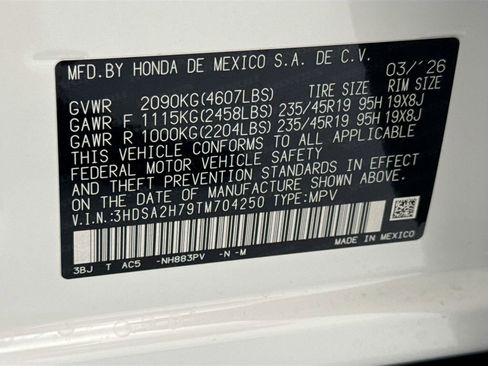 MFD.BY HONDA DE MEXICO S.A. DE C.V. 03/'26
GVWR 2090KG(4607LBS) TIRE SIZE RIM SIZE
GAWR F 1115KG(2458LBS) 235/45R19 95H 19X8J
GAWR R 1000KG(2204LBS) 235/45R19 95H 19X8J
THIS VEHICLE CONFORMS TO ALL APPLICABLE
FEDERAL MOTOR VEHICLE SAFETY
AND THEFT PREVENTION STANDARDS IN EFFECT
ON THE DATE OF MANUFACTURE SHOWN ABOVE.
V.I.N.:3HDSA2H79TM704250 TYPE:MPV
MADE IN MEXICO
3BJ T AC5 -NH883PV -N -M